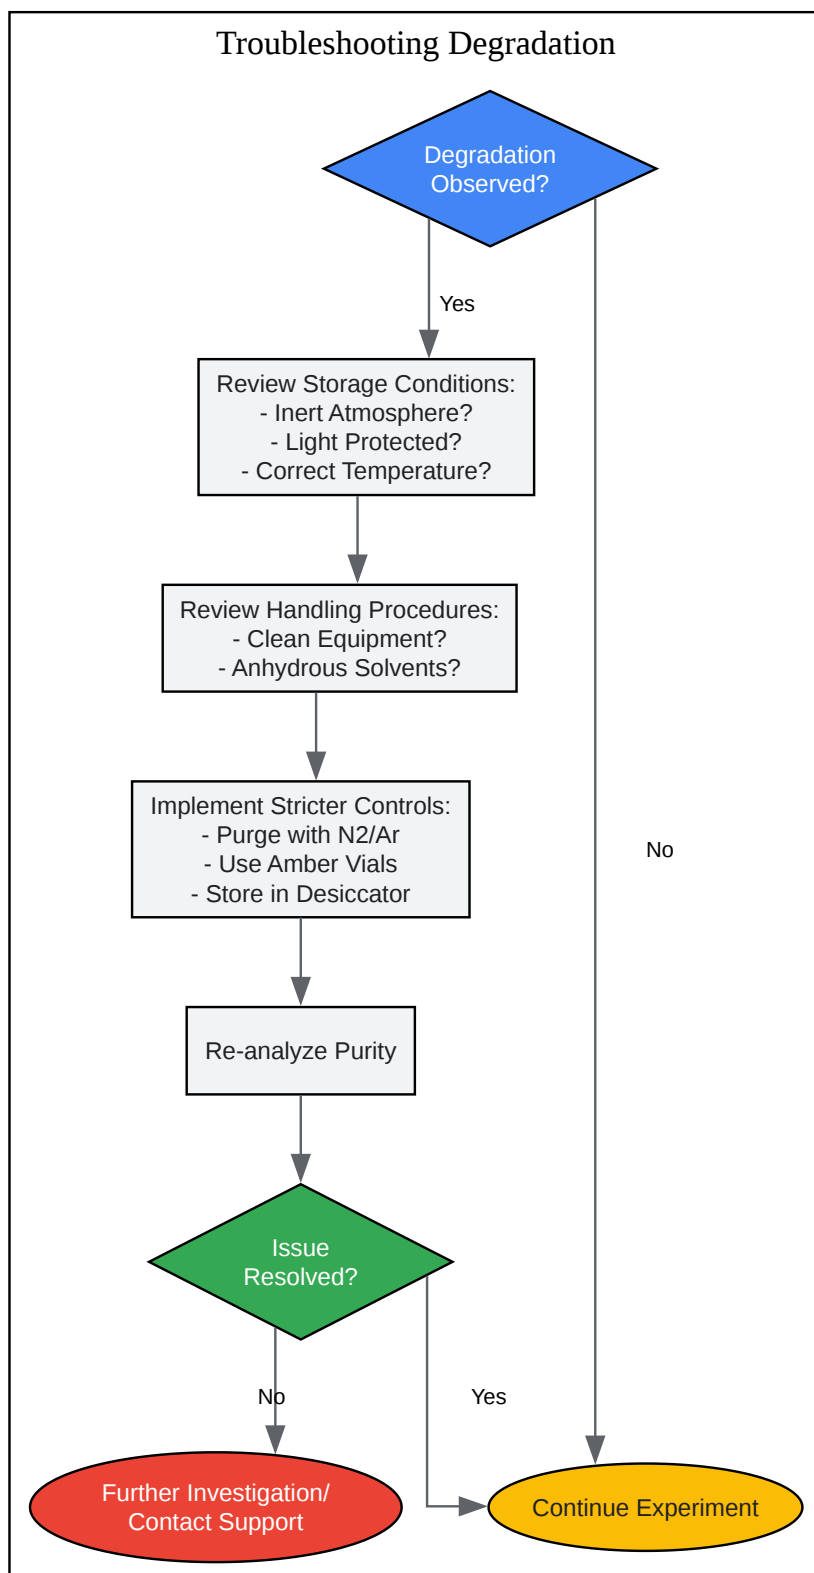 Troubleshooting Degradation
Degradation
Observed?
Yes
Review Storage Conditions:
- Inert Atmosphere?
- Light Protected?
- Correct Temperature?
Review Handling Procedures:
- Clean Equipment?
- Anhydrous Solvents?
Implement Stricter Controls:
- Purge with N2/Ar
- Use Amber Vials
- Store in Desiccator
No
Re-analyze Purity
Issue
Resolved?
No
Yes
Further Investigation/
Contact Support
Continue Experiment